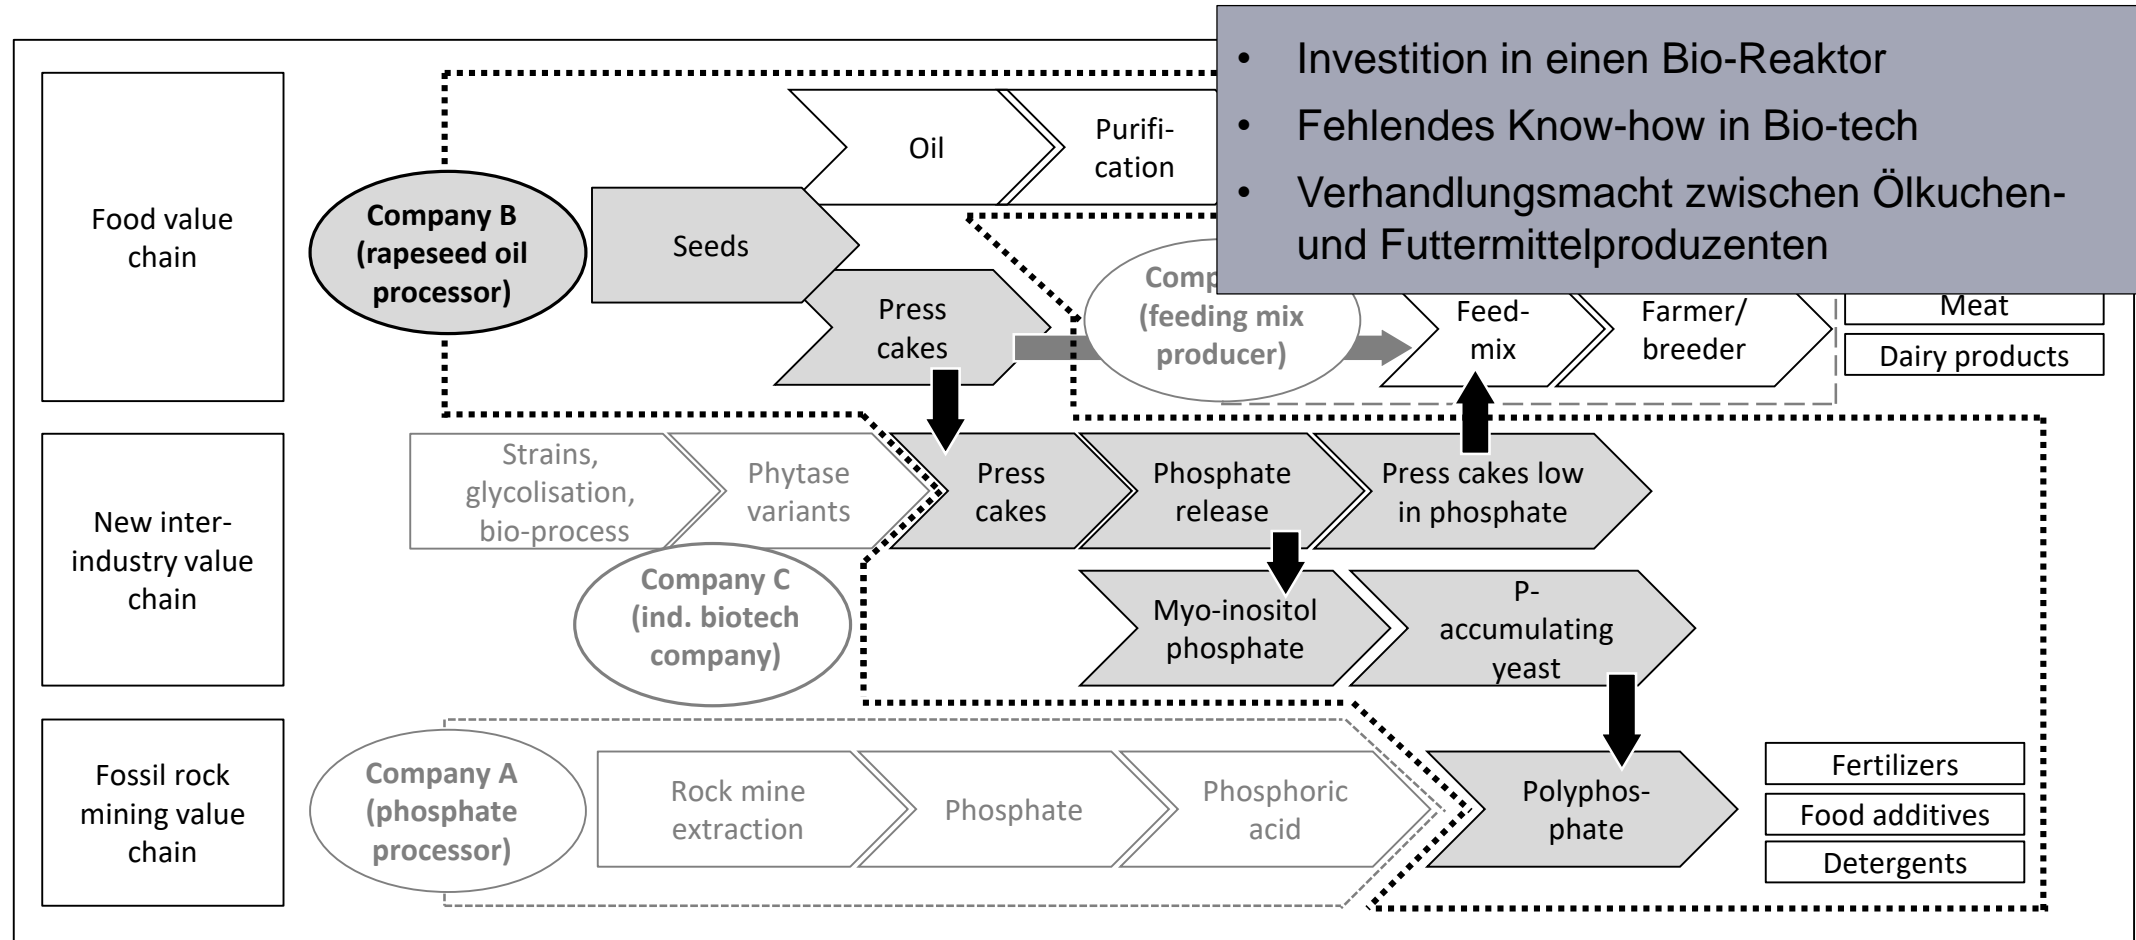 • Investition in einen Bio-Reaktor
• Fehlendes Know-how in Bio-tech
• Verhandlungsmacht zwischen Ölkuchen-
und Futtermittelproduzenten
Food value
chain
Company B
(rapeseed oil
processor)
Seeds
Oil
Purifi-
cation
Press
cakes
(feeding mix
producer)
Feed-
mix
Farmer/
breeder
Meat
Dairy products
New inter-
industry value
chain
Strains,
glycolisation,
bio-process
Phytase
variants
Press
cakes
Phosphate
release
Press cakes low
in phosphate
Company C
(ind. biotech
company)
Myo-inositol
phosphate
P-
accumulating
yeast
Fossil rock
mining value
chain
Company A
(phosphate
processor)
Rock mine
extraction
Phosphate
Phosphoric
acid
Polyphos-
phate
Fertilizers
Food additives
Detergents